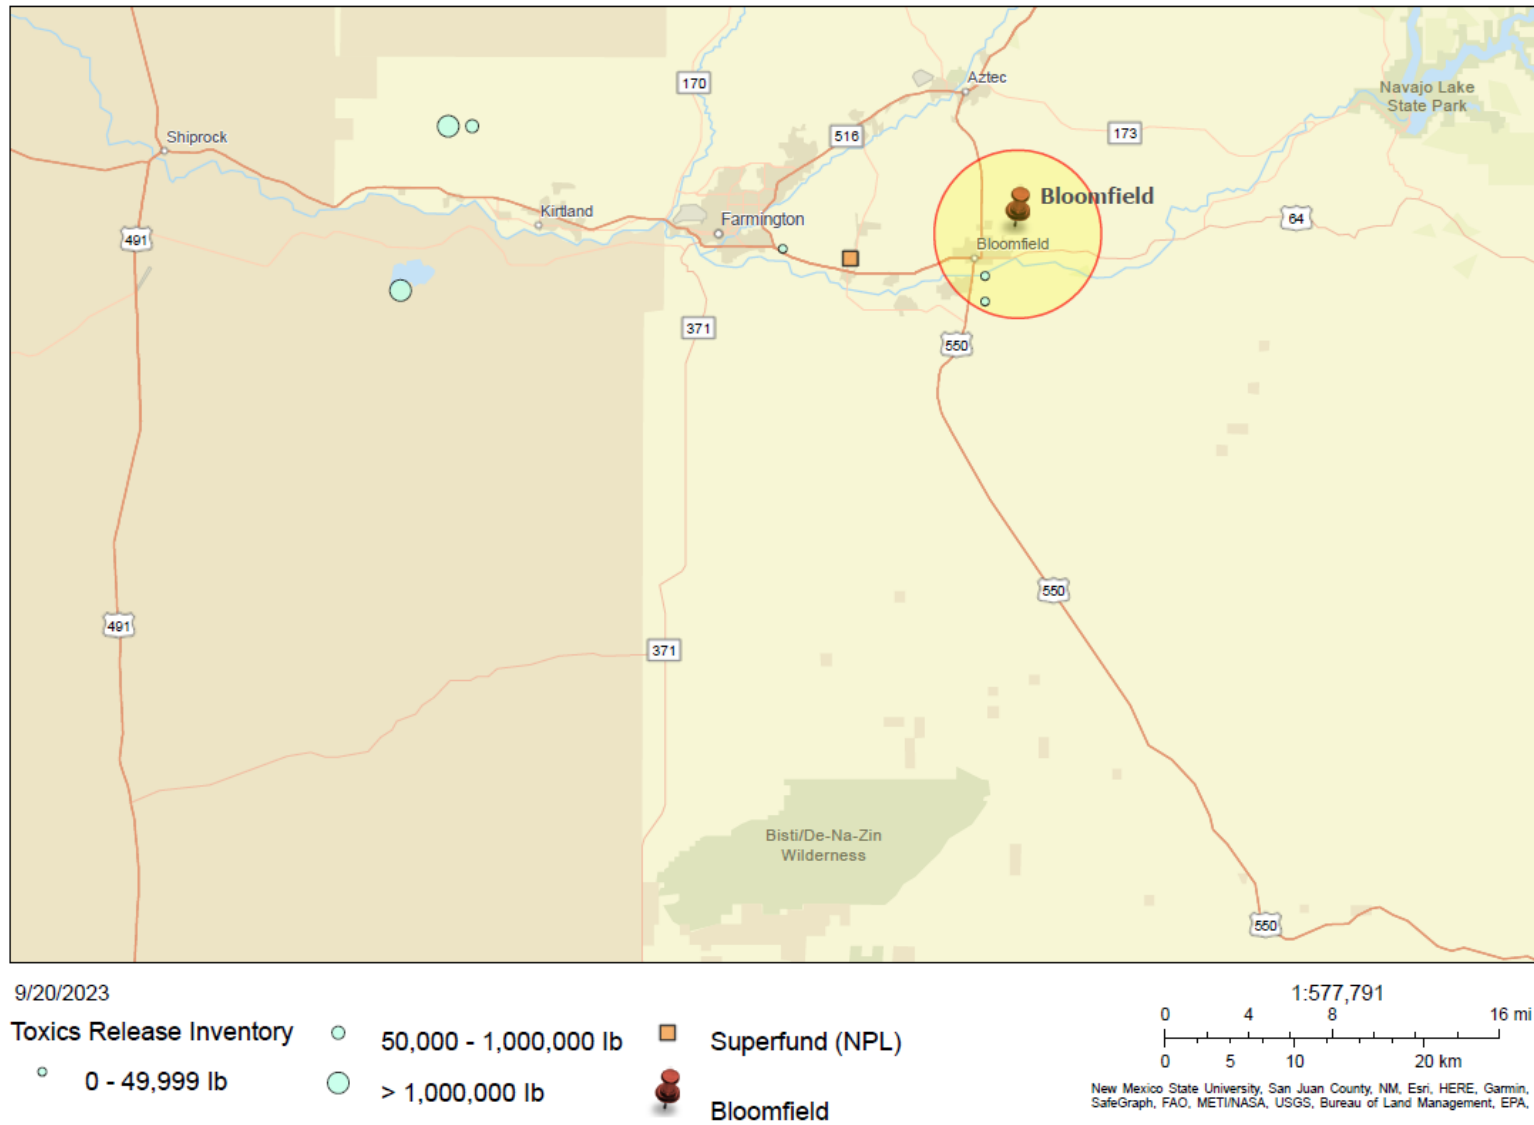 170
Aztec
Navajo Lake
State Park
Shiprock
516
173
Bloomfield
Kirtland
Farmington
64
491
Bloomfield
371
550
550
491
371
Bisti/De-Na-Zin
Wilderness
550
9/20/2023
1:577,791
Toxics Release Inventory
50,000 - 1,000,000 lb
Superfund (NPL)
0 4 8 16 mi
0 5 10 20 km
0 - 49,999 lb
> 1,000,000 lb
Bloomfield
New Mexico State University, San Juan County, NM, Esri, HERE, Garmin,
SafeGraph, FAO, METI/NASA, USGS, Bureau of Land Management, EPA,